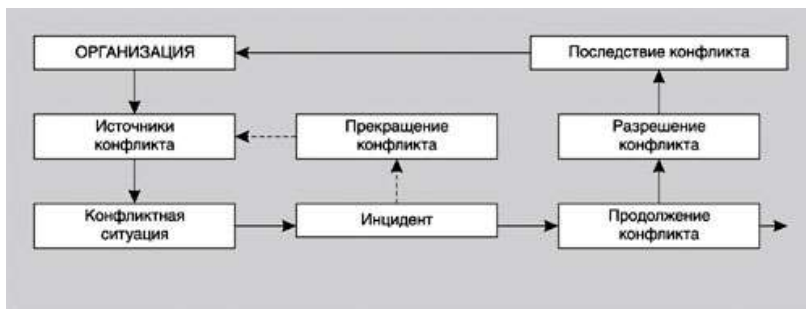 ОРГАНИЗАЦИЯ
Последствие конфликта
Источники
конфликта
Прекращение
конфликта
Разрешение
конфликта
Конфликтная
ситуация
Инцидент
Продолжение
конфликта